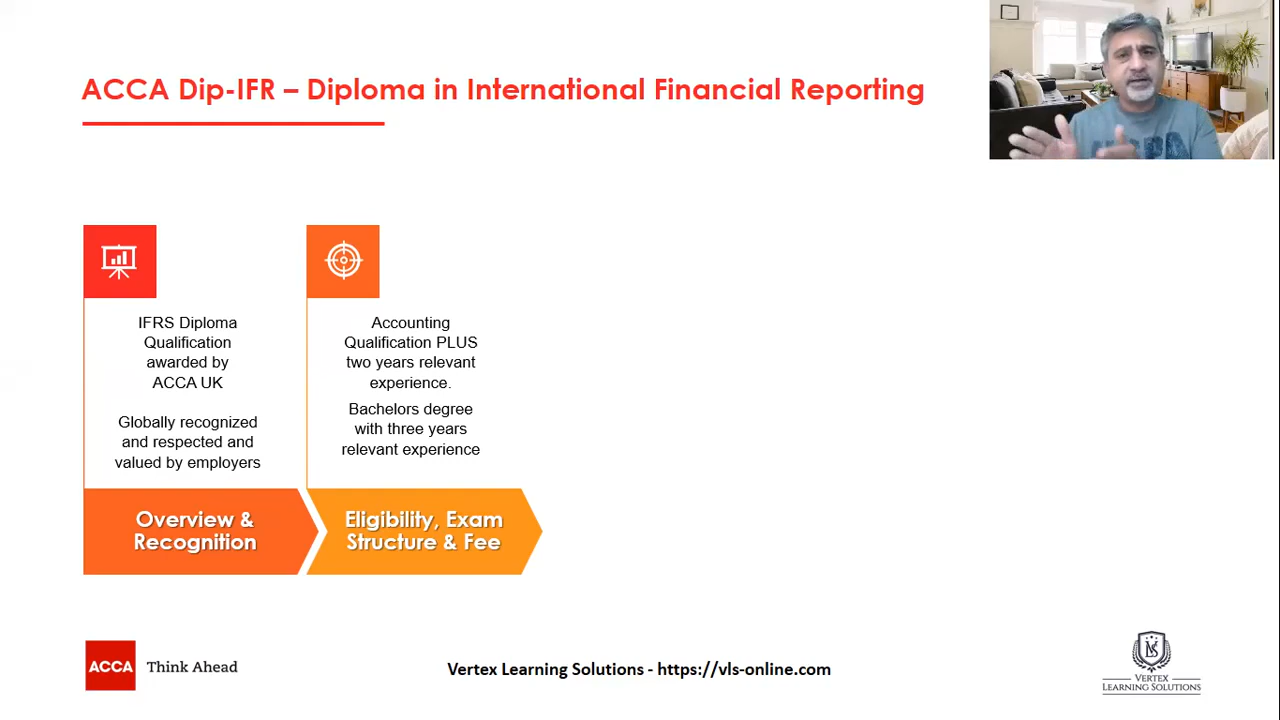 ACCA Dip-IFR – Diploma in International Financial Reporting
IFRS Diploma
Qualification
awarded by
ACCA UK
Globally recognized
and respected and
valued by employers
Overview &
Recognition
Accounting
Qualification PLUS
two years relevant
experience.
Bachelors degree
with three years
relevant experience
Eligibility, Exam
Structure & Fee
ACCA Think Ahead
Vertex Learning Solutions - https://vls-online.com
VERTEX
LEARNING SOLUTIONS